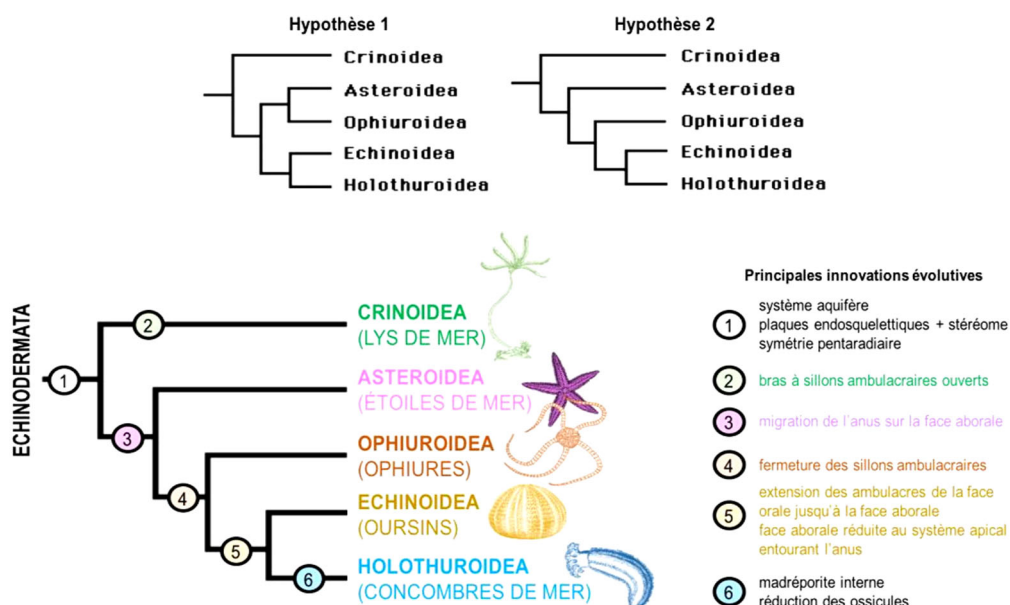 Hypothèse 1
Crinoidea
Asteroidea
Ophiuroidea
Echinoidea
Holothuroidea
Hypothèse 2
Crinoidea
Asteroidea
Ophiuroidea
Echinoidea
Holothuroidea
ECHINODERMATA
1
2
3
4
5
6
CRINOIDEA
(LYS DE MER)
ASTEROIDEA
(ÉTOILES DE MER)
OPHIUROIDEA
(OPHIURES)
ECHINOIDEA
(OURSINS)
HOLOTHUROIDEA
(CONCOMBRES DE MER)
Principales innovations évolutives
1
système aquifère
plaques endosquelettiques + stéréome
symétrie pentaradiaire
2
bras à sillons ambulacraires ouverts
3
migration de l'anus sur la face aborale
4
fermeture des sillons ambulacraires
5
extension des ambulacres de la face
orale jusqu'à la face aborale
face aborale réduite au système apical
entourant l'anus
6
madréporite interne
réduction des ossicules